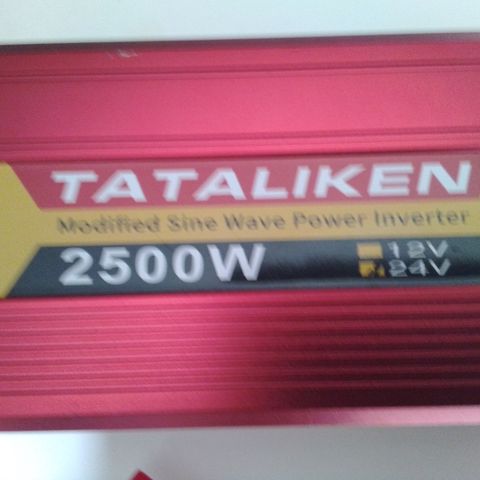 TATALIKEN
Modified Sine Wave Power Inverter
2500W
12V
24V